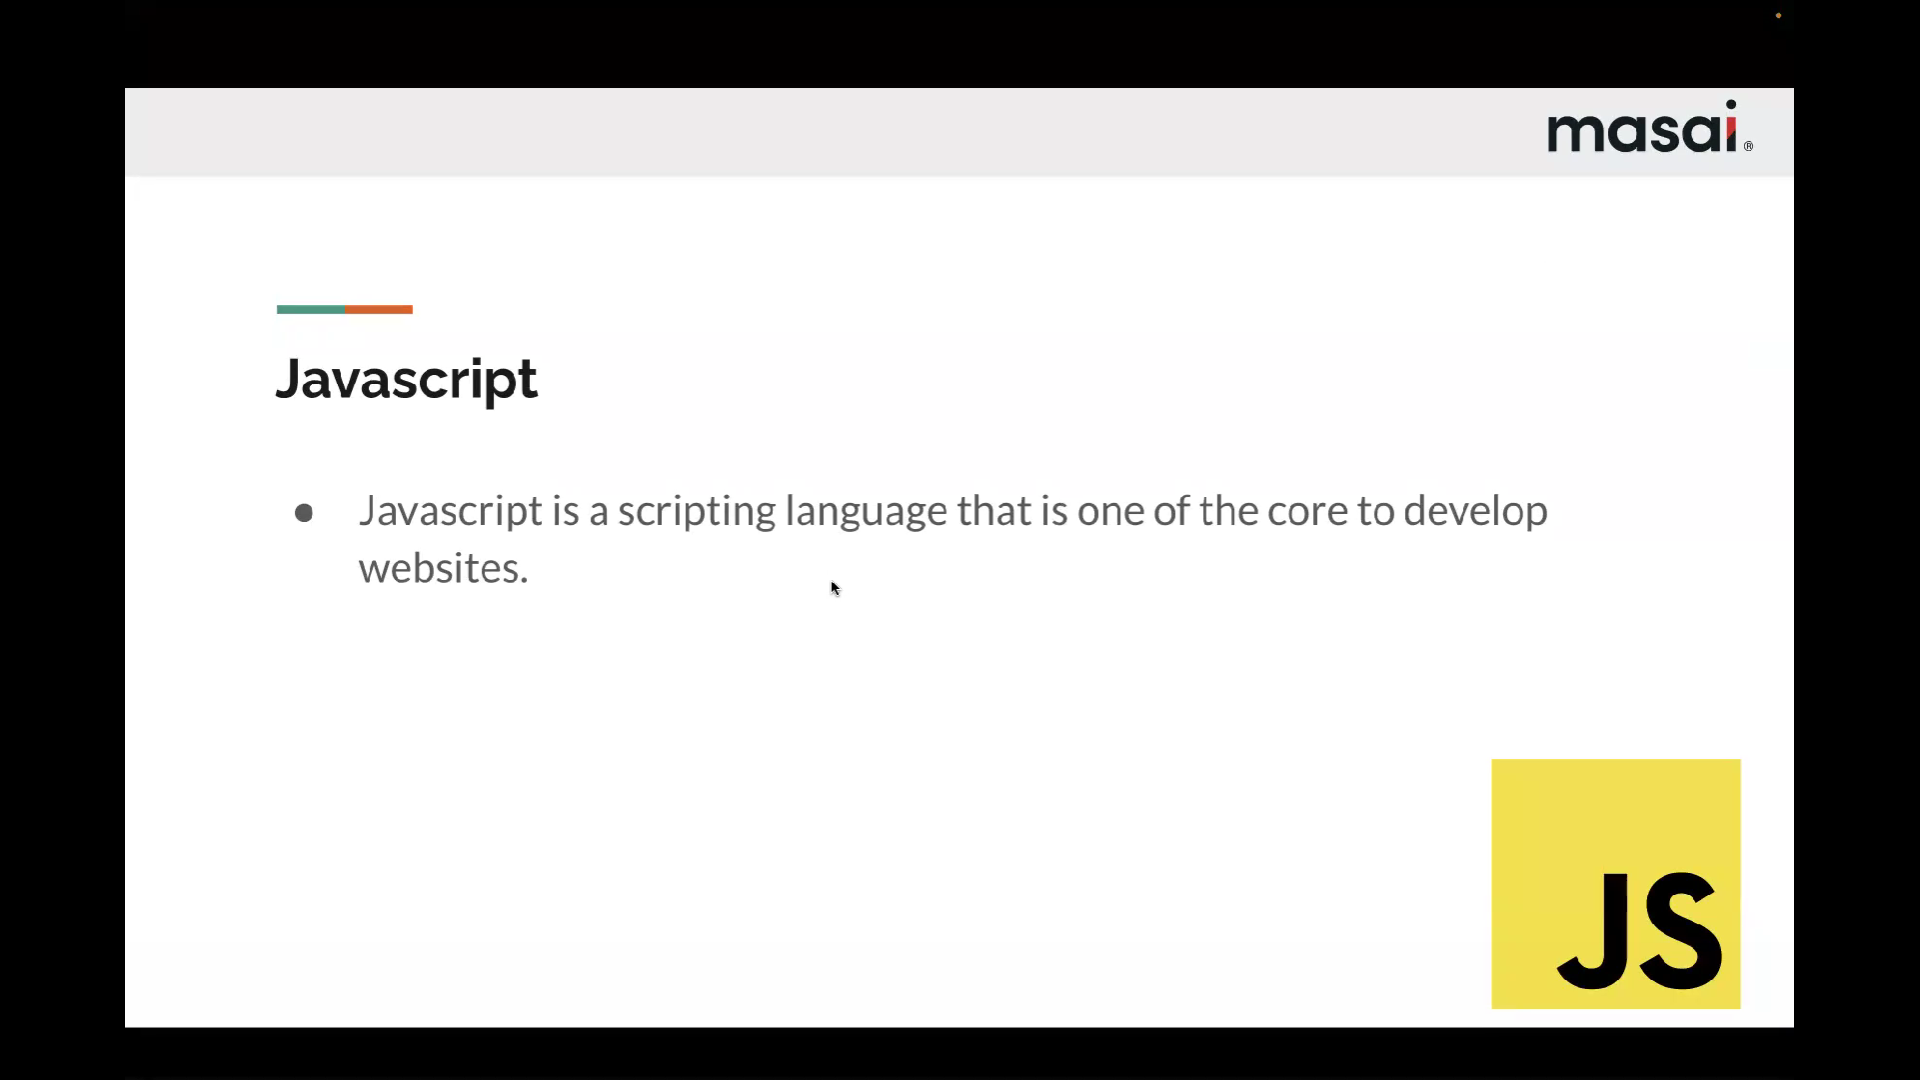 masai®
Javascript
● Javascript is a scripting language that is one of the core to develop
websites.
JS